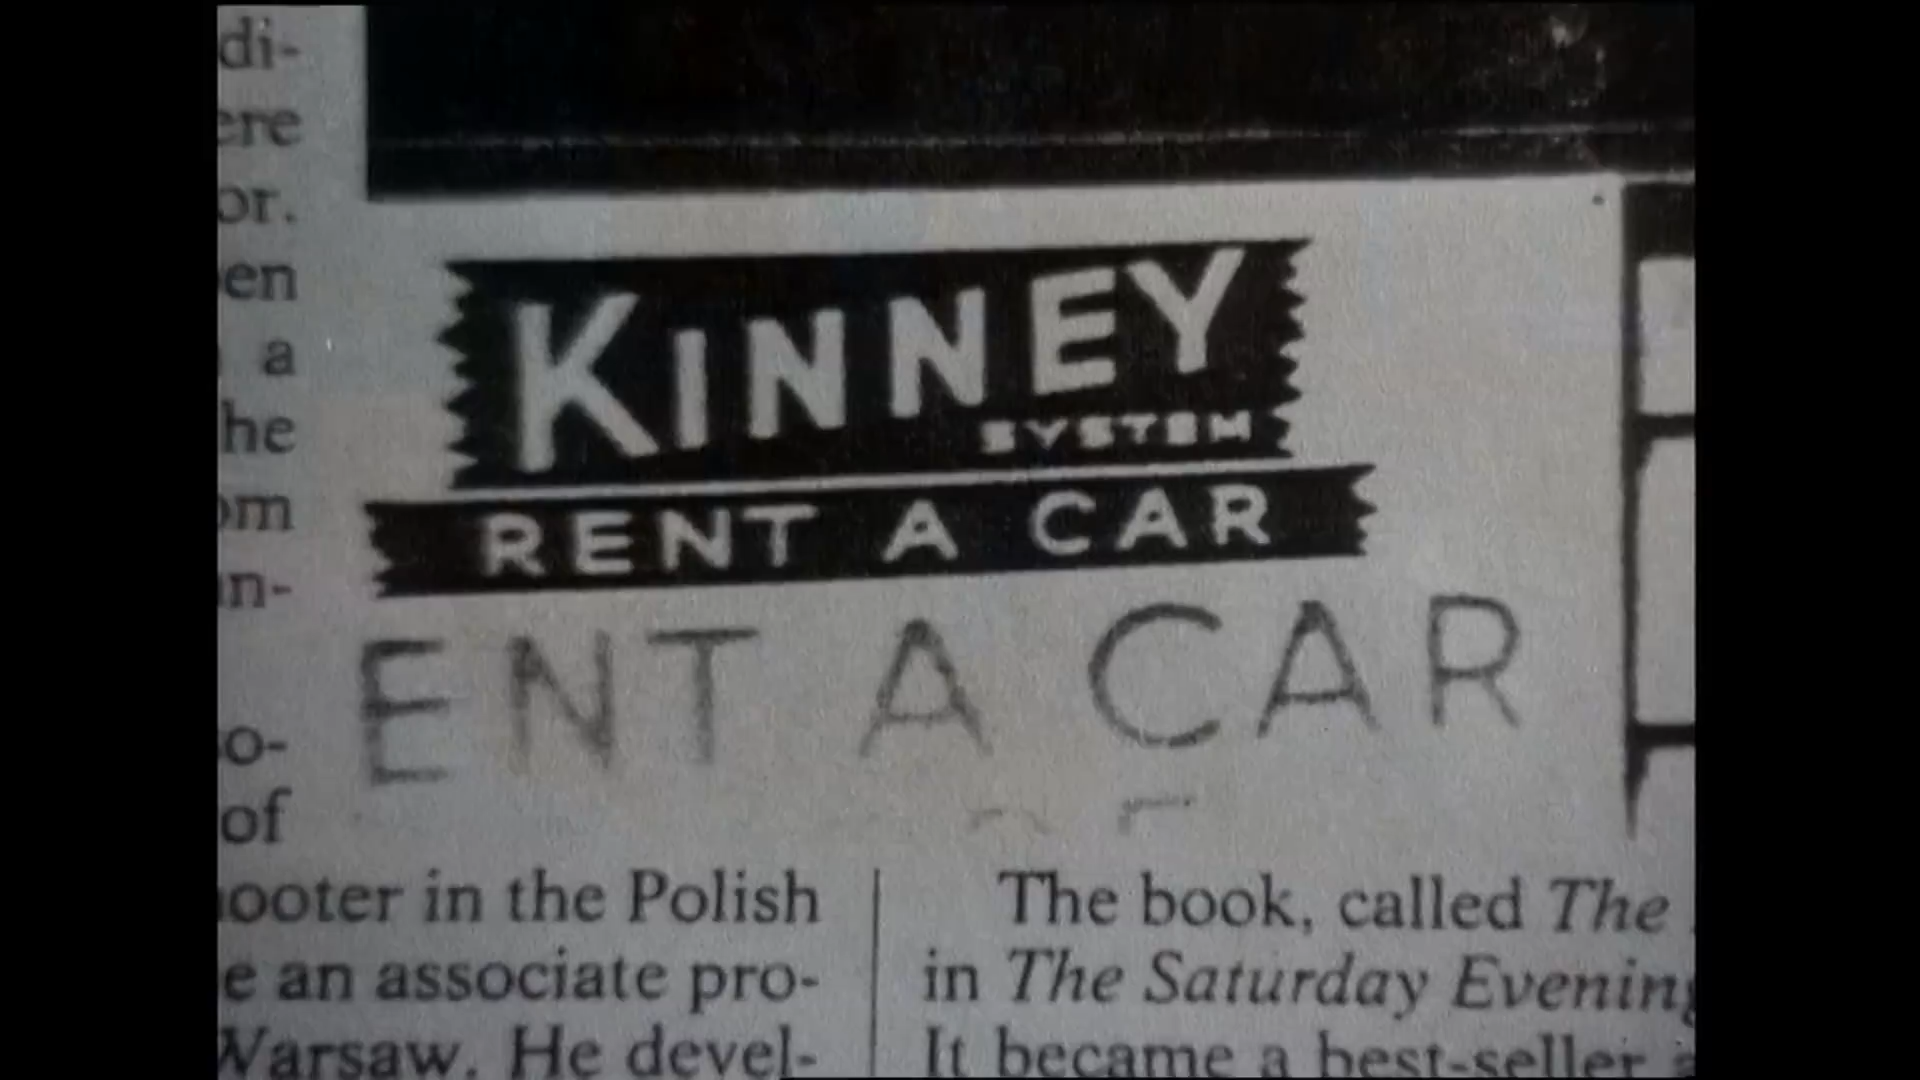 di-
ere
or.
en
a
he
om
in-
o-
of
KINNEY
SYSTEM
RENT A CAR
ENT A CAR
ooter in the Polish
e an associate pro-
Warsaw. He devel-
The book, called The
in The Saturday Evening
It became a best-seller